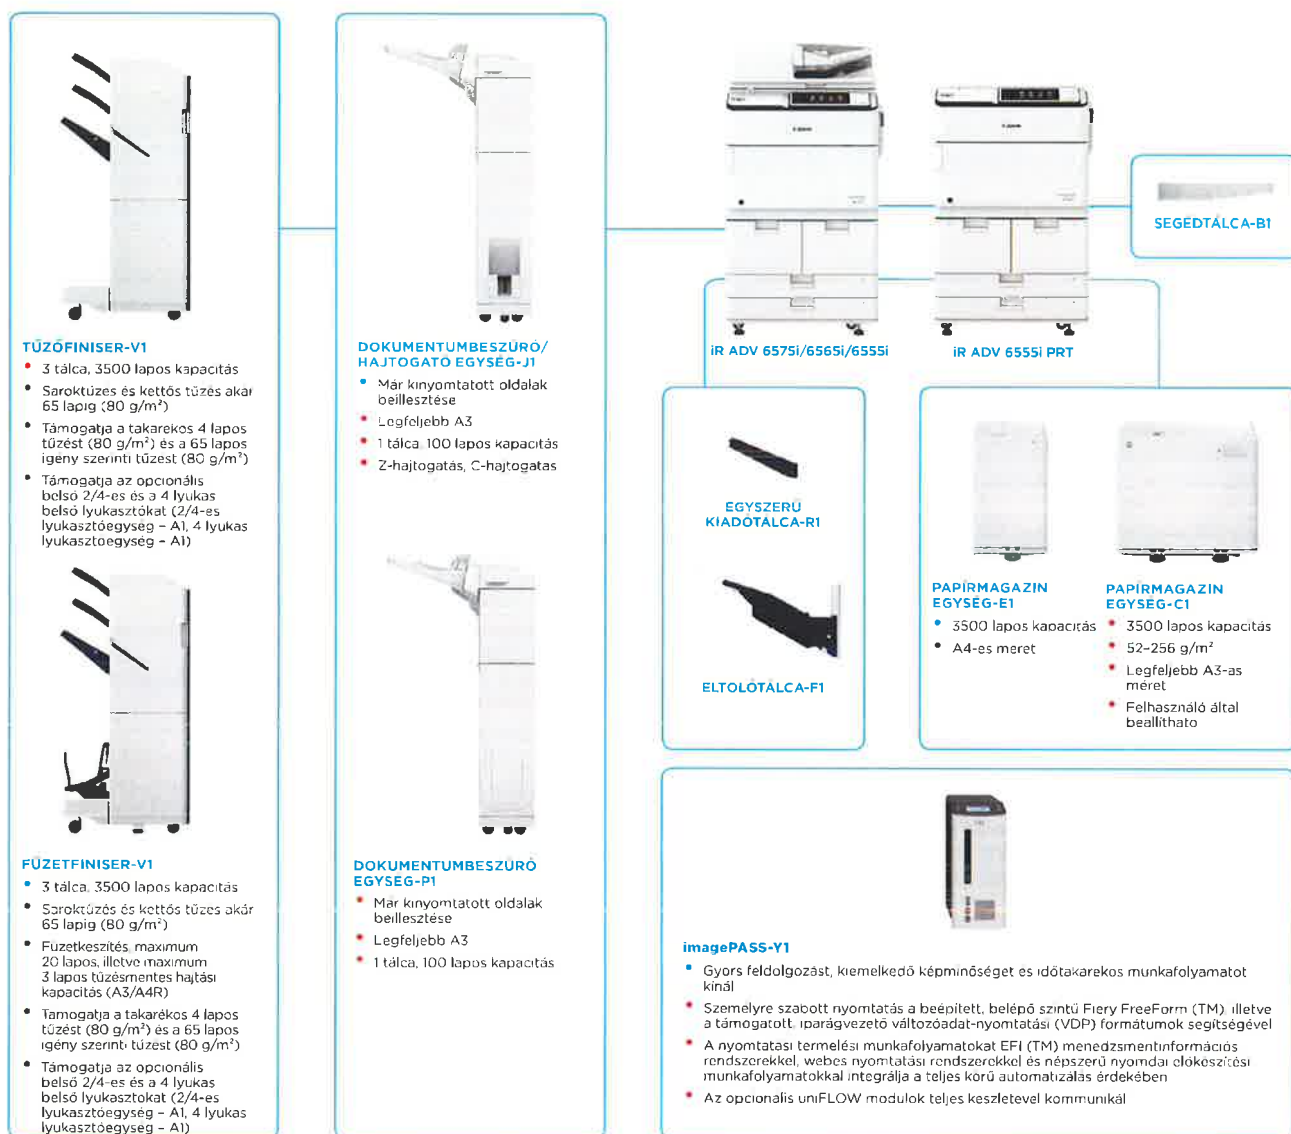 TŰZŐFINISER-V1
• 3 tálca, 3500 lapos kapacitás
• Saroktűzés és kettős tűzés akár
65 lapig (80 g/m²)
• Támogatja a takarékos 4 lapos
tűzést (80 g/m²) és a 65 lapos
igény szerinti tűzést (80 g/m²)
• Támogatja az opcionális
belső 2/4-es és a 4 lyukas
belső lyukasztókat (2/4-es
lyukasztóegység – A1, 4 lyukas
lyukasztóegység – A1)
FÜZETFINISER-V1
• 3 tálca, 3500 lapos kapacitás
• Saroktűzés és kettős tűzés akár
65 lapig (80 g/m²)
• Füzetkészítés, maximum
20 lapos, illetve maximum
3 lapos tűzésmentes hajtási
kapacitás (A3/A4R)
• Támogatja a takarékos 4 lapos
tűzést (80 g/m²) és a 65 lapos
igény szerinti tűzést (80 g/m²)
• Támogatja az opcionális
belső 2/4-es és a 4 lyukas
belső lyukasztókat (2/4-es
lyukasztóegység – A1, 4 lyukas
lyukasztóegység – A1)
DOKUMENTUMBESZÚRÓ/
HAJTOGATÓ EGYSÉG-J1
• Már kinyomtatott oldalak
beillesztése
• Legfeljebb A3
• 1 tálca, 100 lapos kapacitás
• Z-hajtogatás, C-hajtogatás
DOKUMENTUMBESZÚRÓ
EGYSÉG-P1
• Már kinyomtatott oldalak
beillesztése
• Legfeljebb A3
• 1 tálca, 100 lapos kapacitás
iR ADV 6575i/6565i/6555i
iR ADV 6555i PRT
SEGÉDTÁLCA-B1
EGYSZERŰ
KIADÓTÁLCA-R1
ELTOLÓTÁLCA-F1
PAPÍRMAGAZIN
EGYSÉG-E1
• 3500 lapos kapacitás
• A4-es méret
PAPÍRMAGAZIN
EGYSÉG-C1
• 3500 lapos kapacitás
• 52–256 g/m²
• Legfeljebb A3-as
méret
• Felhasználó által
beállítható
imagePASS-Y1
• Gyors feldolgozást, kiemelkedő képminőséget és időtakarékos munkafolyamatot
kínál
• Személyre szabott nyomtatás a beépített, belépő szintű Fiery FreeForm (TM), illetve
a támogatott, iparágvezető változóadat-nyomtatási (VDP) formátumok segítségével
• A nyomtatási termelési munkafolyamatokat EFI (TM) menedzsmentinformációs
rendszerekkel, webes nyomtatási rendszerekkel és népszerű nyomdai előkészítési
munkafolyamatokkal integrálja a teljes körű automatizálás érdekében
• Az opcionális uniFLOW modulok teljes készletével kommunikál